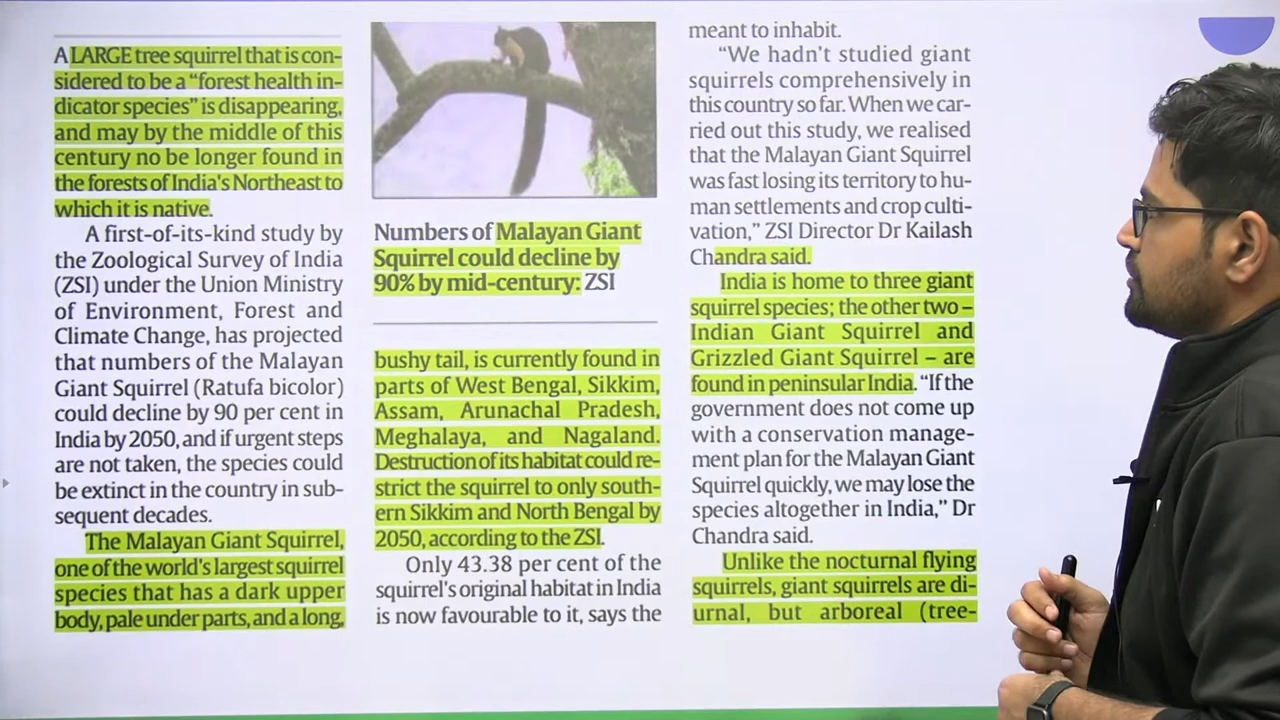 A LARGE tree squirrel that is con-
sidered to be a “forest health in-
dicator species” is disappearing,
and may by the middle of this
century no be longer found in
the forests of India's Northeast to
which it is native.
A first-of-its-kind study by
the Zoological Survey of India
(ZSI) under the Union Ministry
of Environment, Forest and
Climate Change, has projected
that numbers of the Malayan
Giant Squirrel (Ratufa bicolor)
could decline by 90 per cent in
India by 2050, and if urgent steps
are not taken, the species could
be extinct in the country in sub-
sequent decades.
The Malayan Giant Squirrel,
one of the world's largest squirrel
species that has a dark upper
body, pale under parts, and a long,
Numbers of Malayan Giant
Squirrel could decline by
90% by mid-century: ZSI
bushy tail, is currently found in
parts of West Bengal, Sikkim,
Assam, Arunachal Pradesh,
Meghalaya, and Nagaland.
Destruction of its habitat could re-
strict the squirrel to only south-
ern Sikkim and North Bengal by
2050, according to the ZSI.
Only 43.38 per cent of the
squirrel's original habitat in India
is now favourable to it, says the
meant to inhabit.
“We hadn't studied giant
squirrels comprehensively in
this country so far. When we car-
ried out this study, we realised
that the Malayan Giant Squirrel
was fast losing its territory to hu-
man settlements and crop culti-
vation,” ZSI Director Dr Kailash
Chandra said.
India is home to three giant
squirrel species; the other two –
Indian Giant Squirrel and
Grizzled Giant Squirrel – are
found in peninsular India. “If the
government does not come up
with a conservation manage-
ment plan for the Malayan Giant
Squirrel quickly, we may lose the
species altogether in India,” Dr
Chandra said.
Unlike the nocturnal flying
squirrels, giant squirrels are di-
urnal, but arboreal (tree-